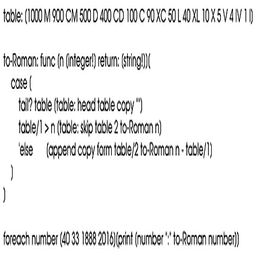 table: (1000 M 900 CM 500 D 400 CD 100 C 90 XC 50 L 40 XL 10 X 5 V 4 IV 1 I)
to-Roman: func (n (integer!) return: (string!))(
case (
tail? table (table: head table copy "")
table/1 > n (table: skip table 2 to-Roman n)
'else (append copy form table/2 to-Roman n - table/1)
)
)
foreach number (40 33 1888 2016)(print (number ":" to-Roman number))